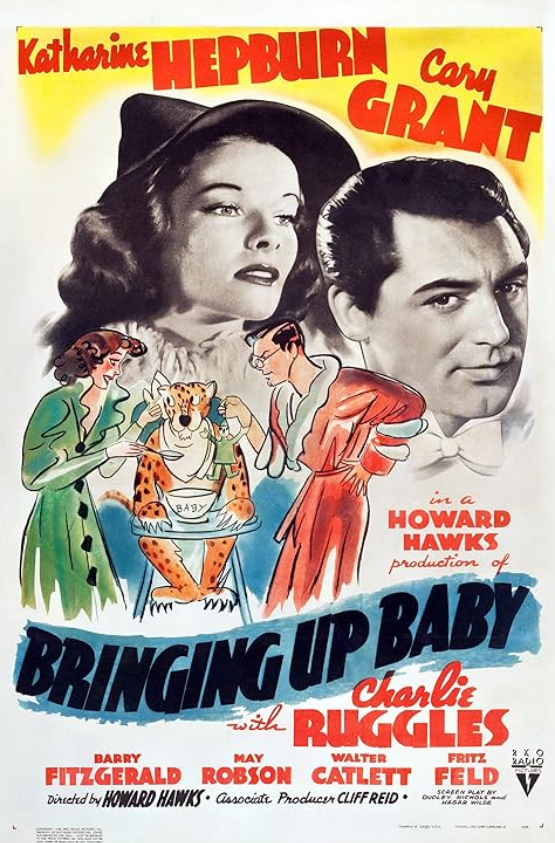 Katharine HEPBURN
Cary
GRANT
BABY
in a
HOWARD
HAWKS
production of
BRINGING UP BABY
with Charlie
RUGGLES
BARRY
FITZGERALD
MAY
ROBSON
WALTER
CATLETT
FRITZ
FELD
RKO
RADIO
PICTURES
Directed by HOWARD HAWKS • Associate Producer CLIFF REID •
SCREEN PLAY BY
DUDLEY NICHOLS and
HAGAR WILDE